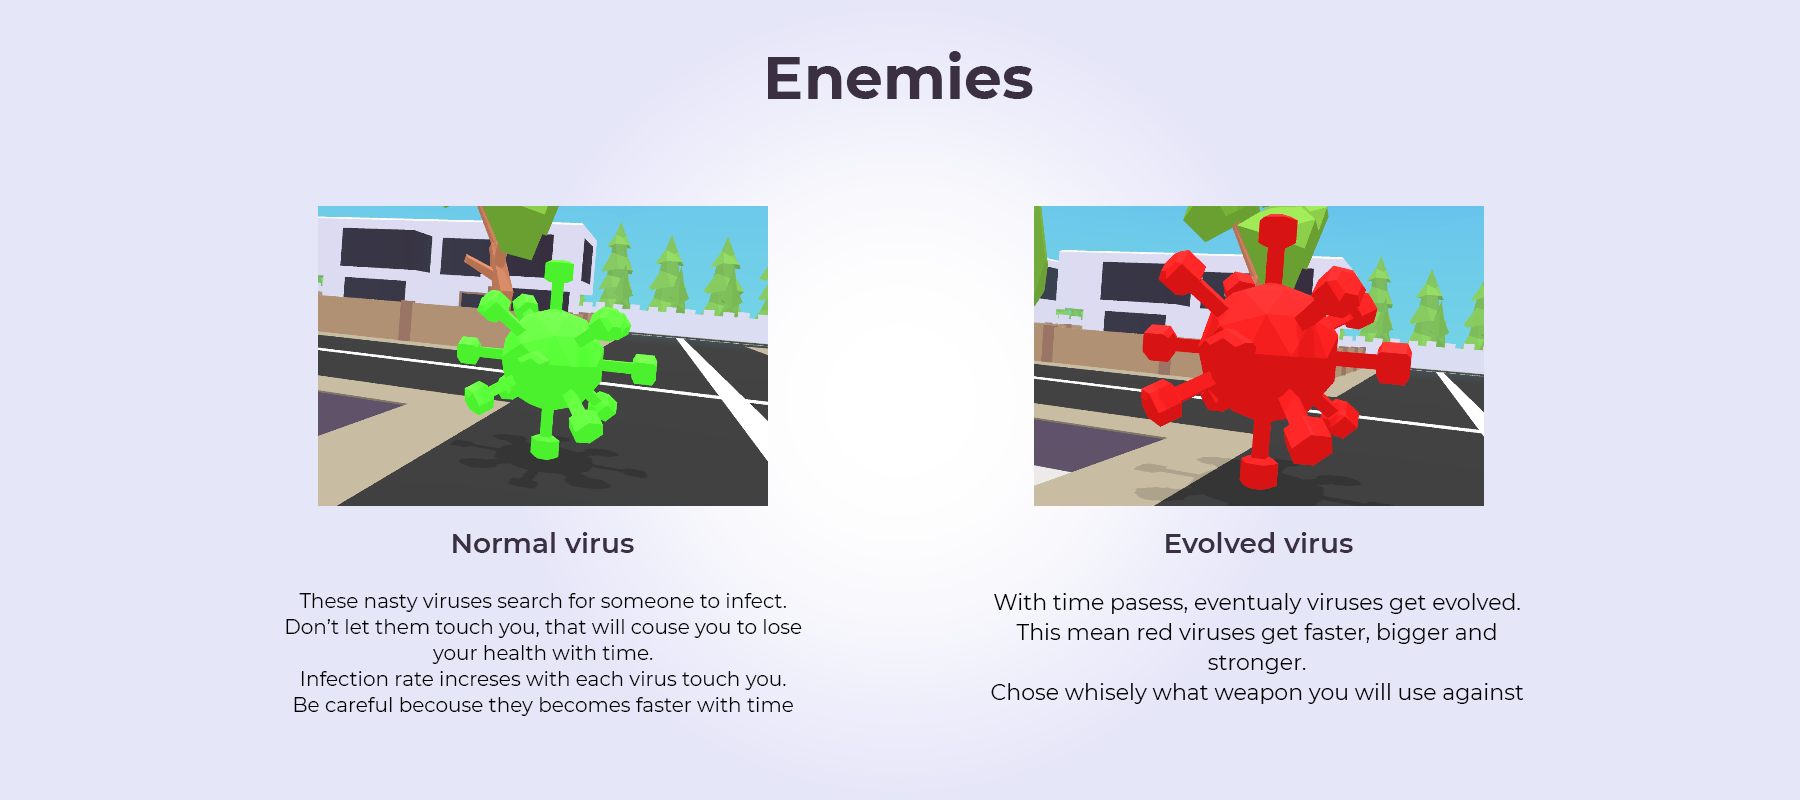 Enemies
Normal virus
These nasty viruses search for someone to infect.
Don't let them touch you, that will couse you to lose
your health with time.
Infection rate increses with each virus touch you.
Be careful becouse they becomes faster with time
Evolved virus
With time pasess, eventualy viruses get evolved.
This mean red viruses get faster, bigger and
stronger.
Chose whisely what weapon you will use against